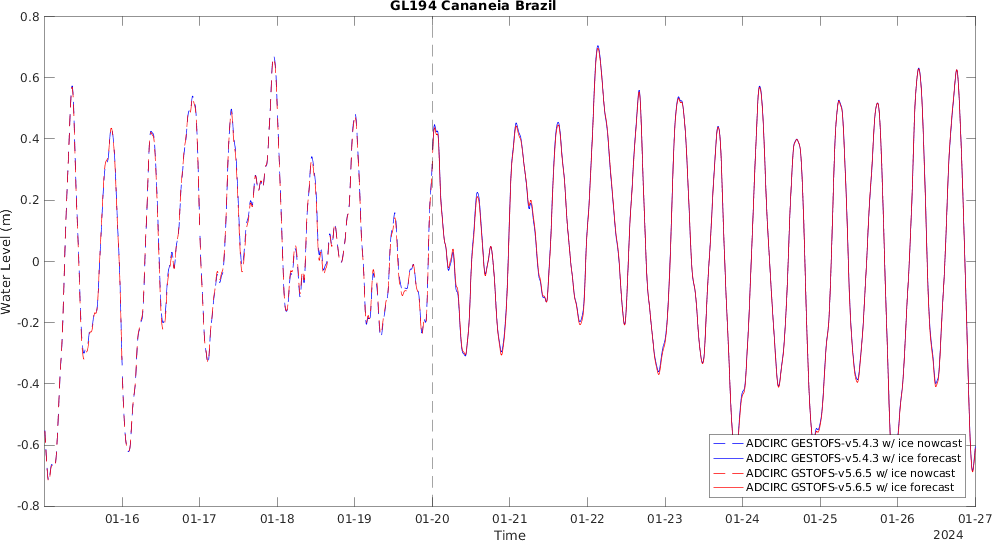 GL194 Cananeia Brazil
0.8
0.6
0.4
0.2
0
-0.2
-0.4
-0.6
-0.8
Water Level (m)
ADCIRC GESTOFS-v5.4.3 w/ ice nowcast
ADCIRC GESTOFS-v5.4.3 w/ ice forecast
ADCIRC GSTOFS-v5.6.5 w/ ice nowcast
ADCIRC GSTOFS-v5.6.5 w/ ice forecast
01-16 01-17 01-18 01-19 01-20 01-21 01-22 01-23 01-24 01-25 01-26 01-27
Time
2024